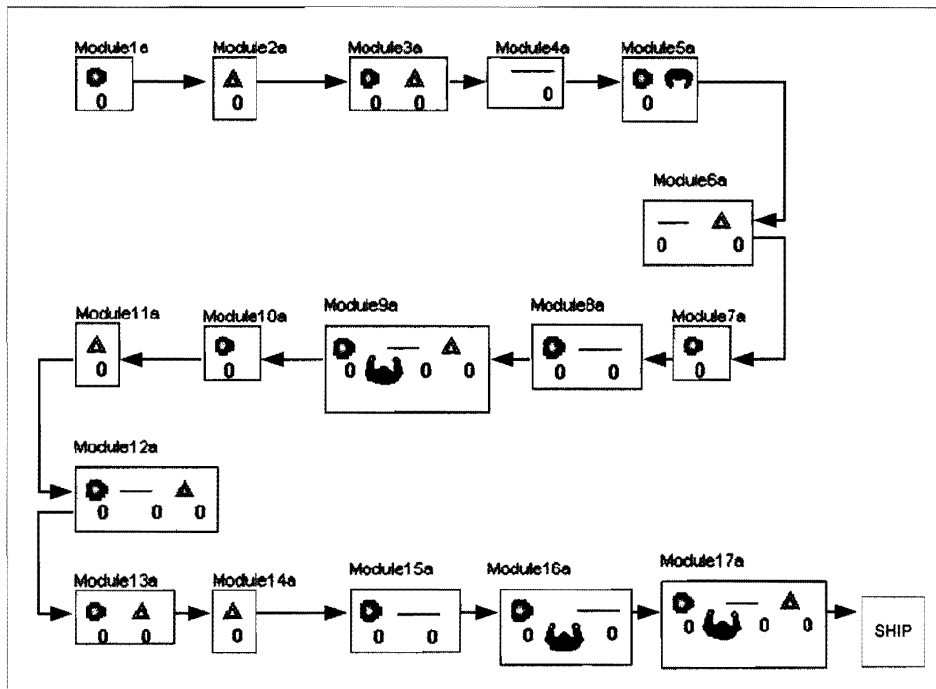 Module1a Module2a Module3a Module4a Module5a
0 0 0 0 0 0
Module6a
0 0
Module11a Module10a Module9a Module8a Module7a
0 0 0 0 0 0 0 0
Module12a
0 0 0
Module13a Module14a Module15a Module16a Module17a
0 0 0 0 0 0 0 0 0 0
SHIP